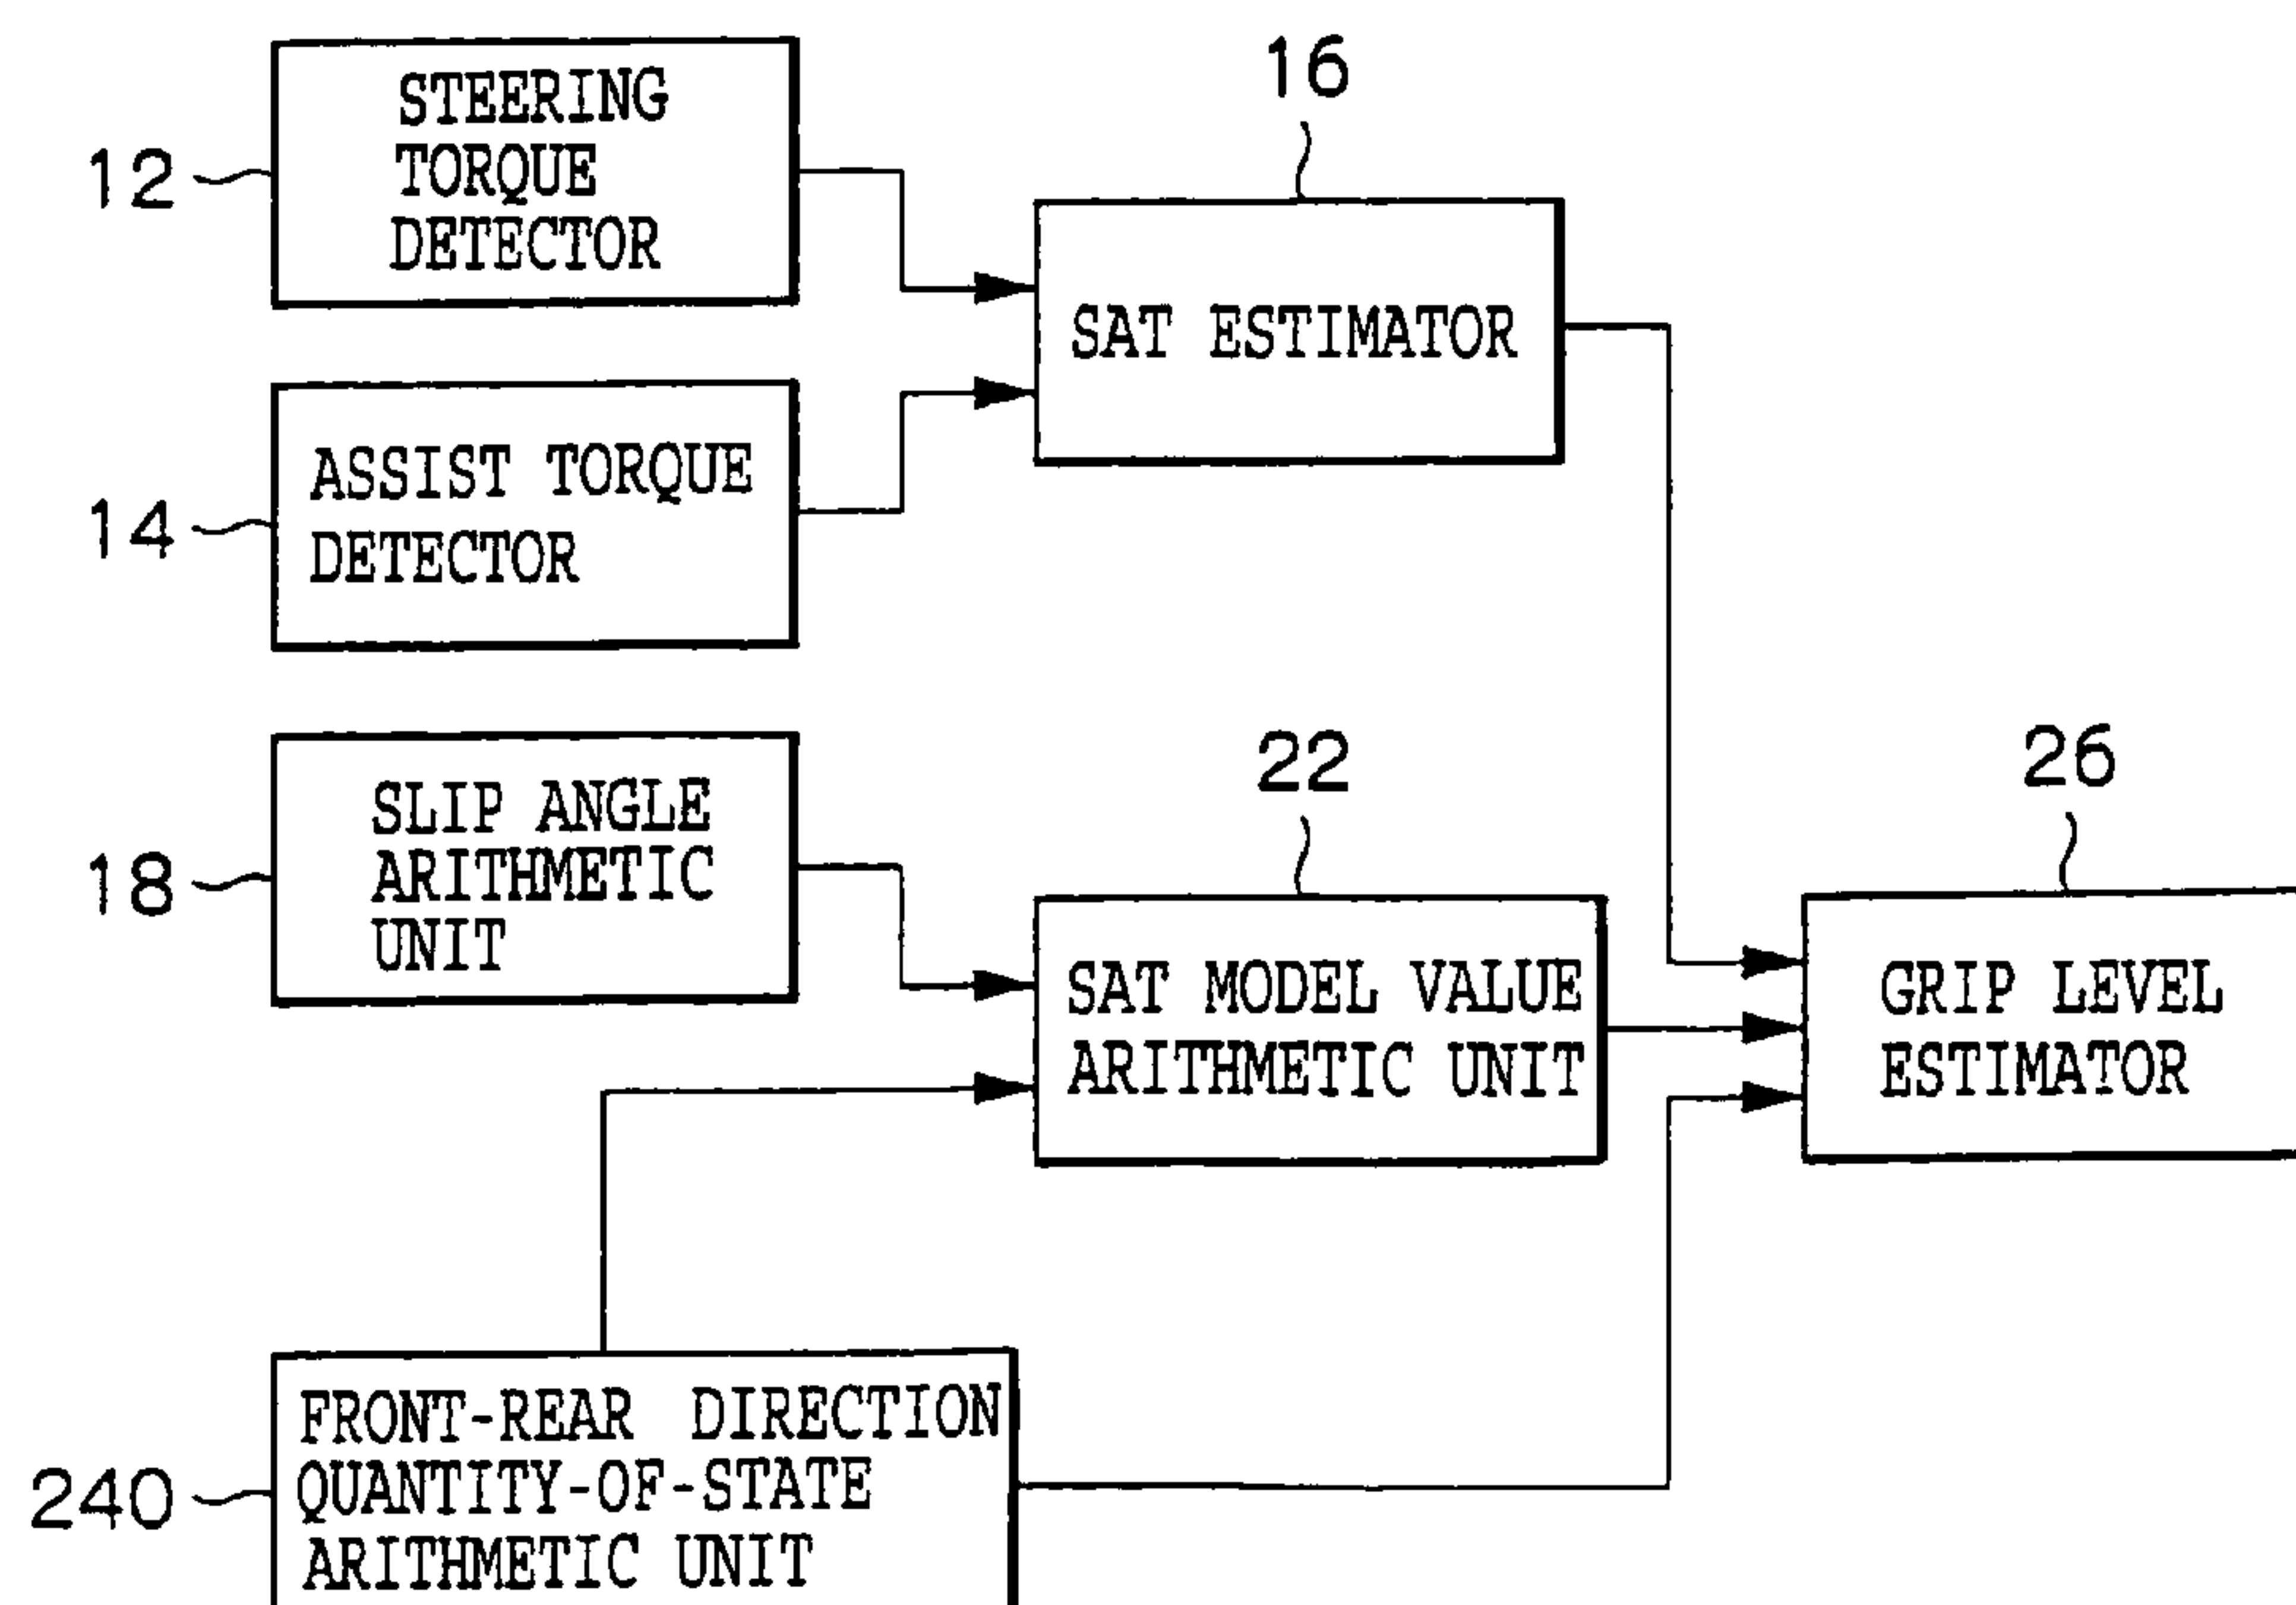 12
STEERING
TORQUE
DETECTOR
16
SAT ESTIMATOR
14
ASSIST TORQUE
DETECTOR
18
SLIP ANGLE
ARITHMETIC
UNIT
22
SAT MODEL VALUE
ARITHMETIC UNIT
26
GRIP LEVEL
ESTIMATOR
240
FRONT-REAR DIRECTION
QUANTITY-OF-STATE
ARITHMETIC UNIT